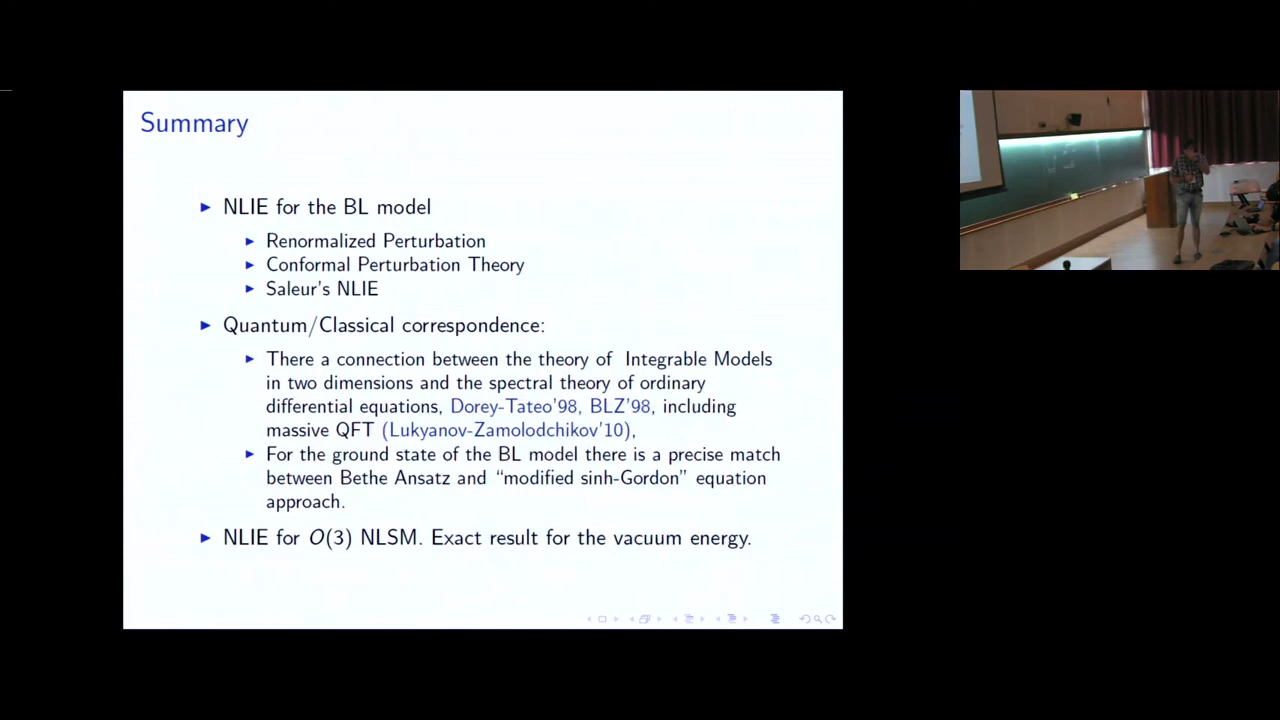 Summary
▶ NLIE for the BL model
▶ Renormalized Perturbation
▶ Conformal Perturbation Theory
▶ Saleur's NLIE
▶ Quantum/Classical correspondence:
▶ There a connection between the theory of Integrable Models
in two dimensions and the spectral theory of ordinary
differential equations, Dorey-Tateo'98, BLZ'98, including
massive QFT (Lukyanov-Zamolodchikov'10),
▶ For the ground state of the BL model there is a precise match
between Bethe Ansatz and “modified sinh-Gordon” equation
approach.
▶ NLIE for O(3) NLSM. Exact result for the vacuum energy.